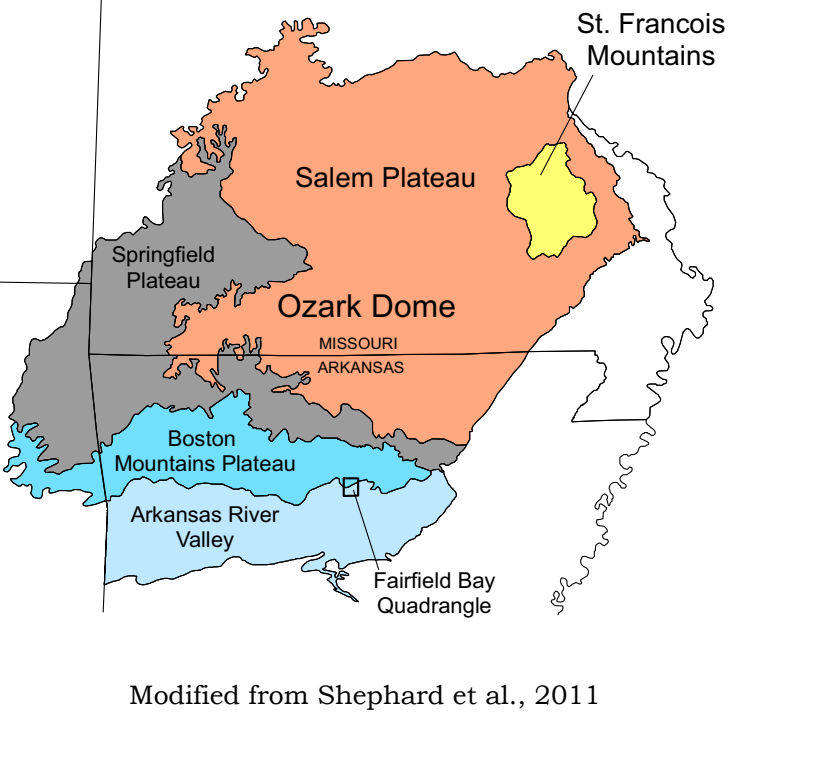 St. Francois
Mountains
Salem Plateau
Springfield
Plateau
Ozark Dome
MISSOURI
ARKANSAS
Boston
Mountains Plateau
Arkansas River
Valley
Fairfield Bay
Quadrangle
Modified from Shephard et al., 2011